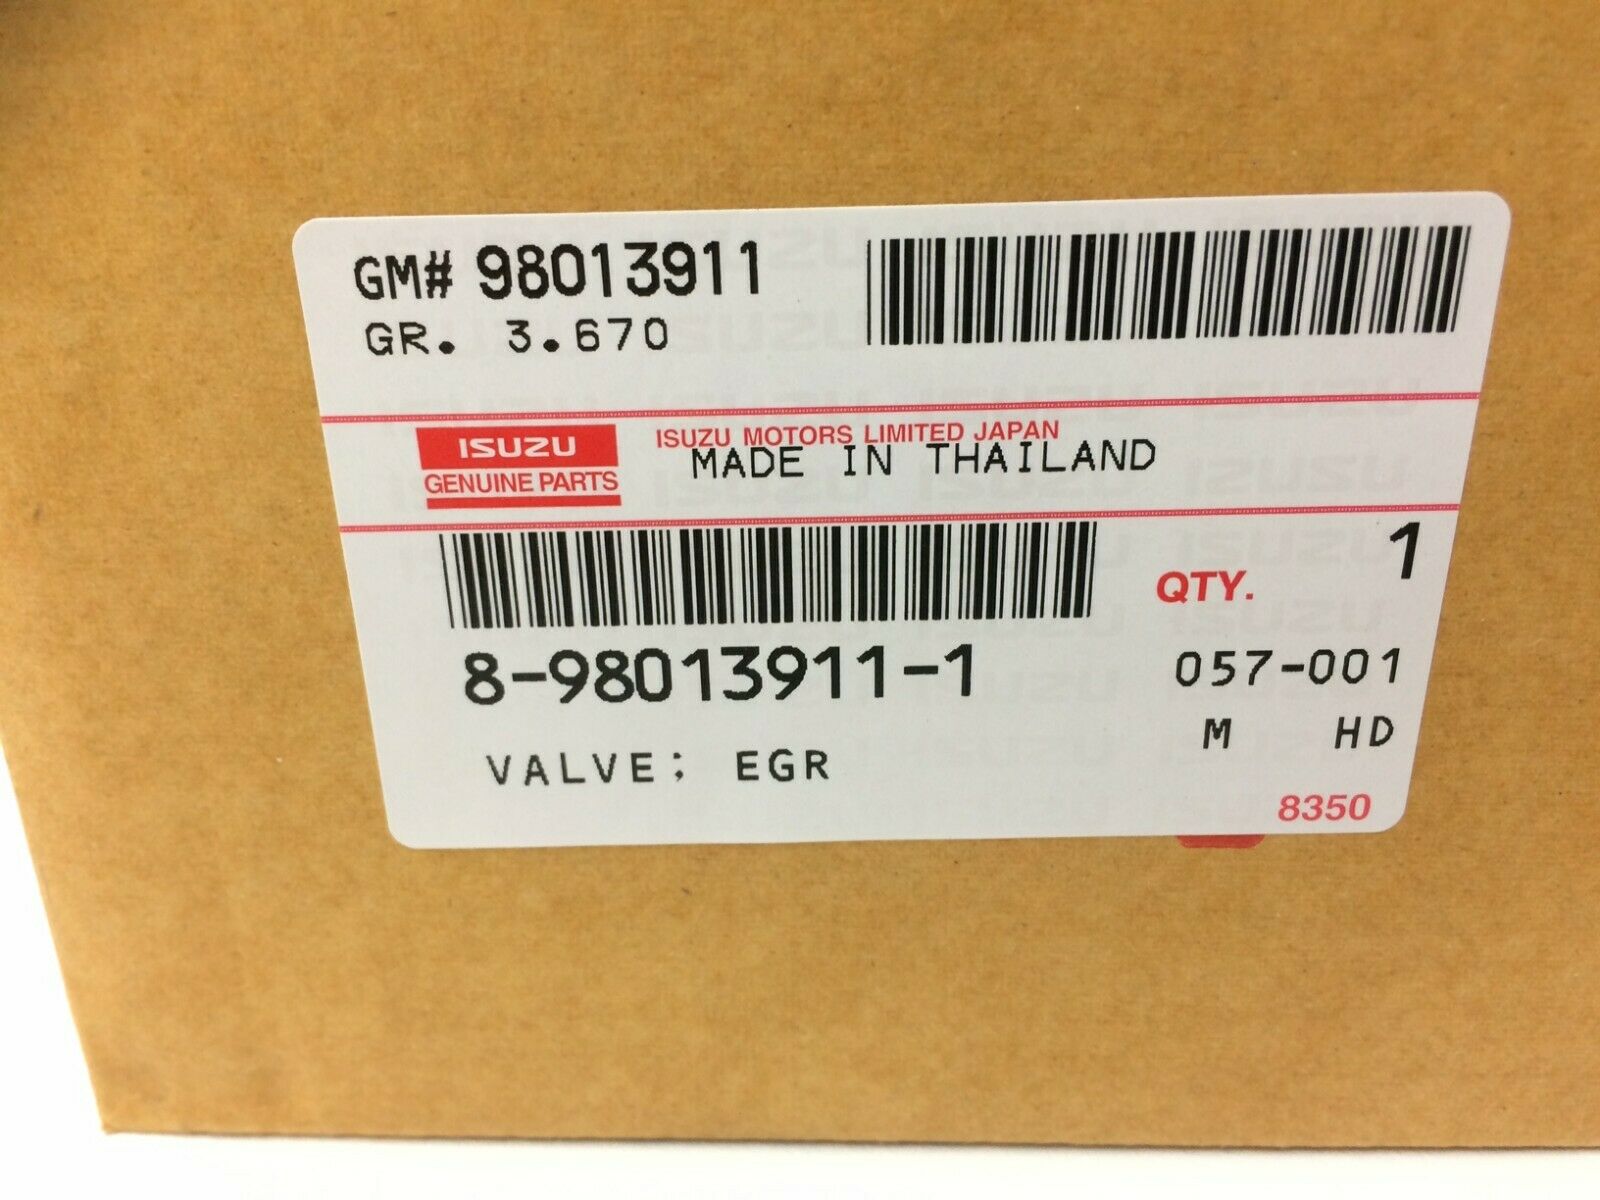 GM# 98013911
GR. 3.670
ISUZU
GENUINE PARTS
ISUZU MOTORS LIMITED JAPAN
MADE IN THAILAND
QTY. 1
8-98013911-1
057-001
M HD
VALVE; EGR
8350